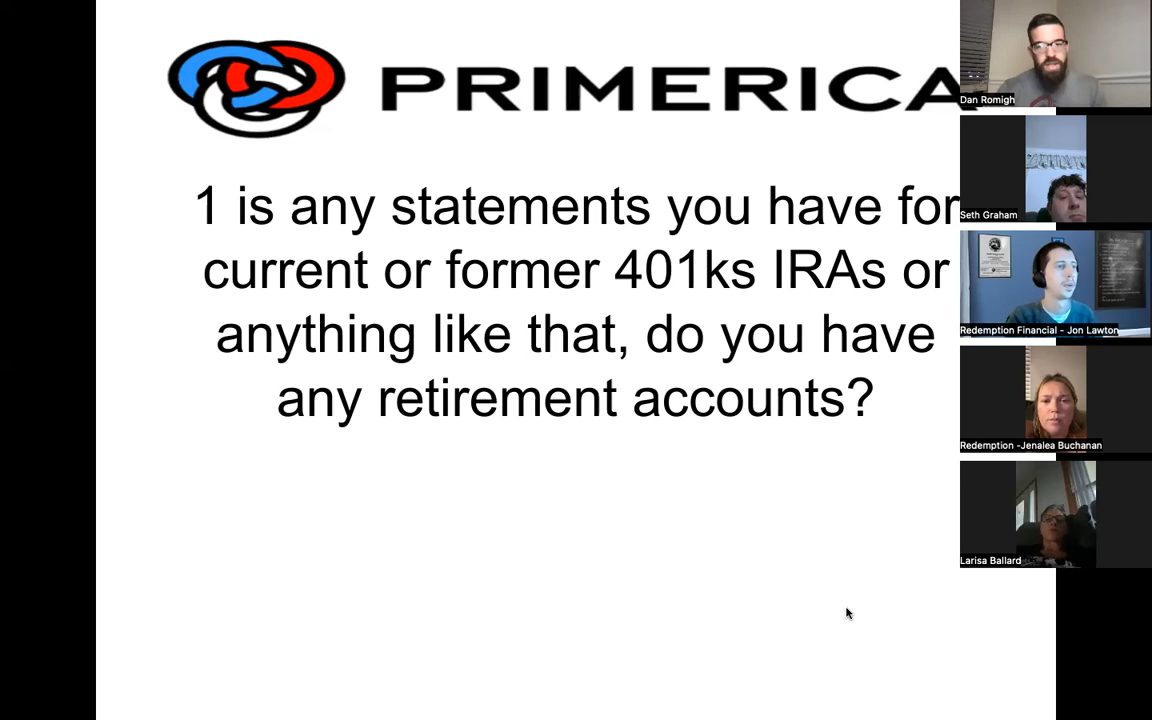 PRIMERICA
1 is any statements you have for
current or former 401ks IRAs or
anything like that, do you have
any retirement accounts?
Dan Romigh
Seth Graham
Redemption Financial - Jon Lawton
Redemption -Jenalea Buchanan
Larisa Ballard